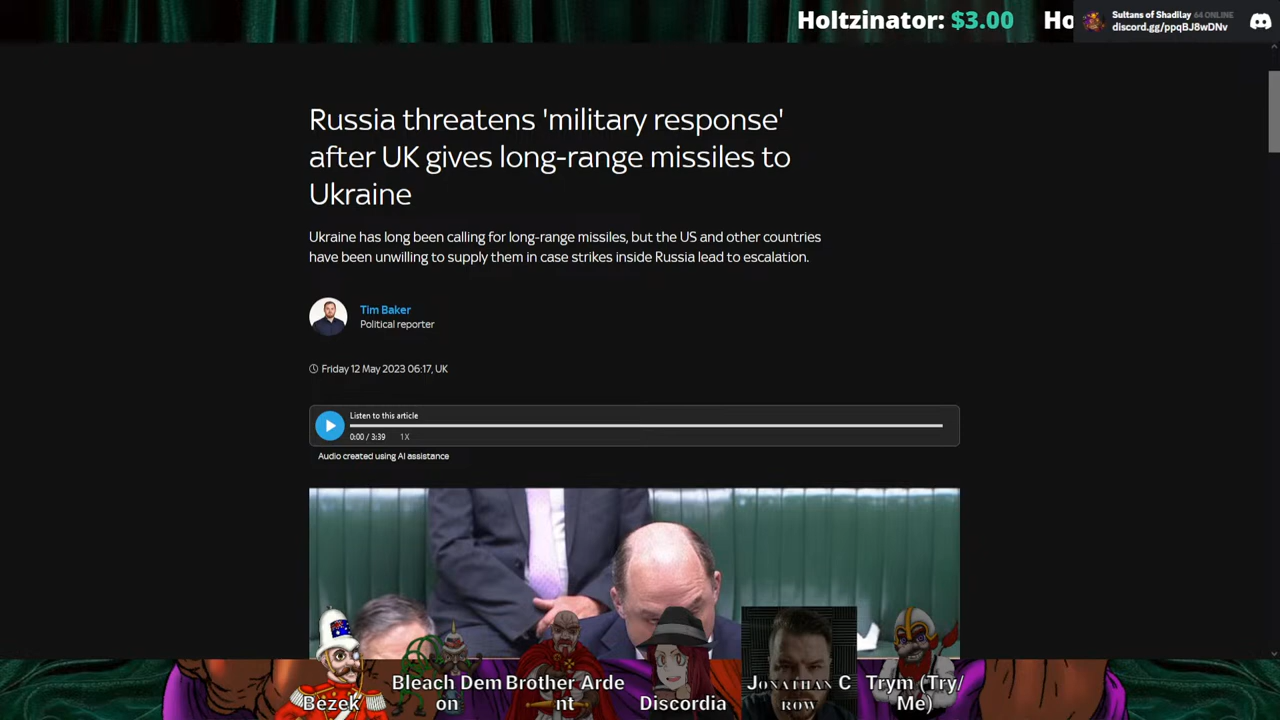 Holtzinator: $3.00 Ho
Sultans of Shadilay 64 ONLINE
discord.gg/ppqBJ8wDNv
Russia threatens 'military response'
after UK gives long-range missiles to
Ukraine
Ukraine has long been calling for long-range missiles, but the US and other countries
have been unwilling to supply them in case strikes inside Russia lead to escalation.
Tim Baker
Political reporter
Friday 12 May 2023 06:17, UK
Listen to this article
0:00 / 3:39 1X
Audio created using AI assistance
Bezek
Bleach Dem
on
Brother Arde
nt
Discordia
Jonathan C
row
Trym (Try/
Me)